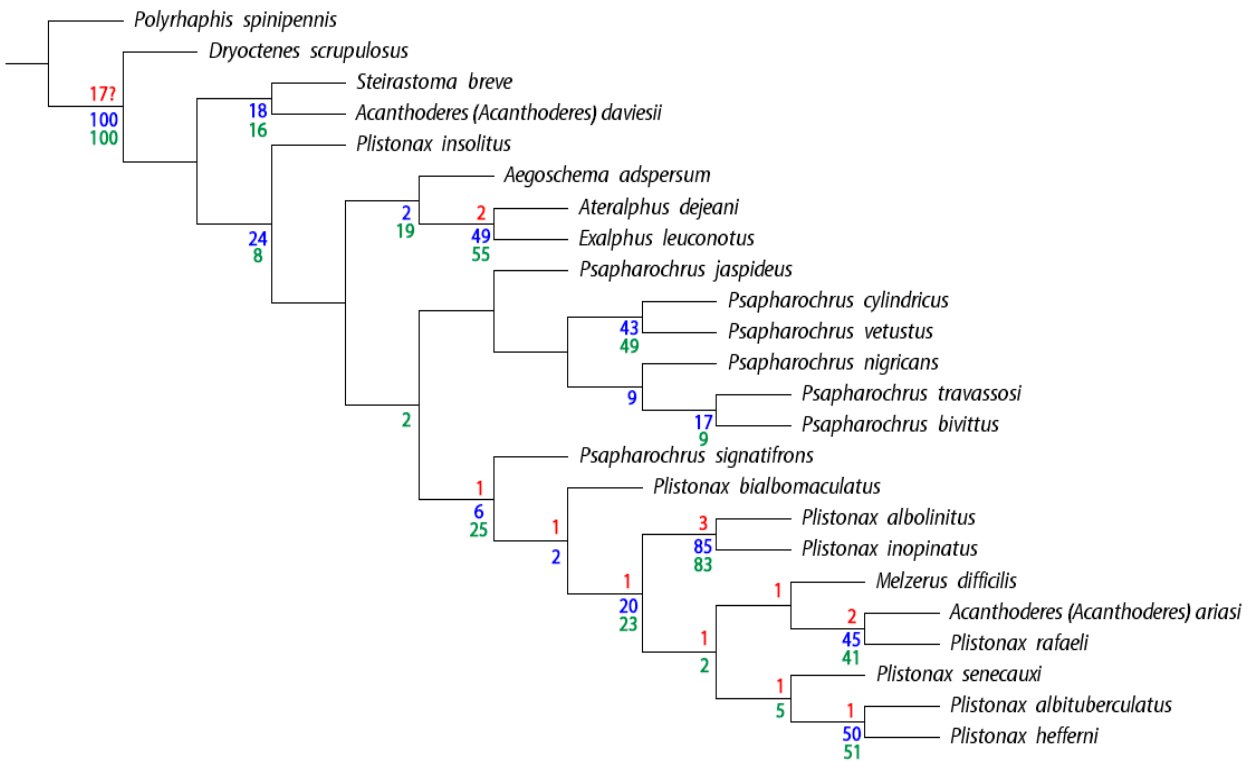 Polyrhaphis spinipennis
Dryoctenes scrupulosus
Steirastoma breve
17?
18
Acanthoderes (Acanthoderes) daviesii
100
16
100
Plistonax insolitus
Aegoschema adspersum
2
2
Ateralphus dejeani
19
49
Exalphus leuconotus
24
55
8
Psapharochrus jaspideus
Psapharochrus cylindricus
43
Psapharochrus vetustus
49
Psapharochrus nigricans
9
Psapharochrus travassosi
2
17
Psapharochrus bivittus
9
Psapharochrus signatifrons
1
Plistonax bialbomaculatus
6
25
1
3
Plistonax albolinitus
2
85
Plistonax inopinatus
83
1
1
Melzerus difficilis
20
2
Acanthoderes (Acanthoderes) ariasi
23
1
45
Plistonax rafaeli
2
41
1
Plistonax senecauxi
5
1
Plistonax albituberculatus
50
Plistonax hefferni
51